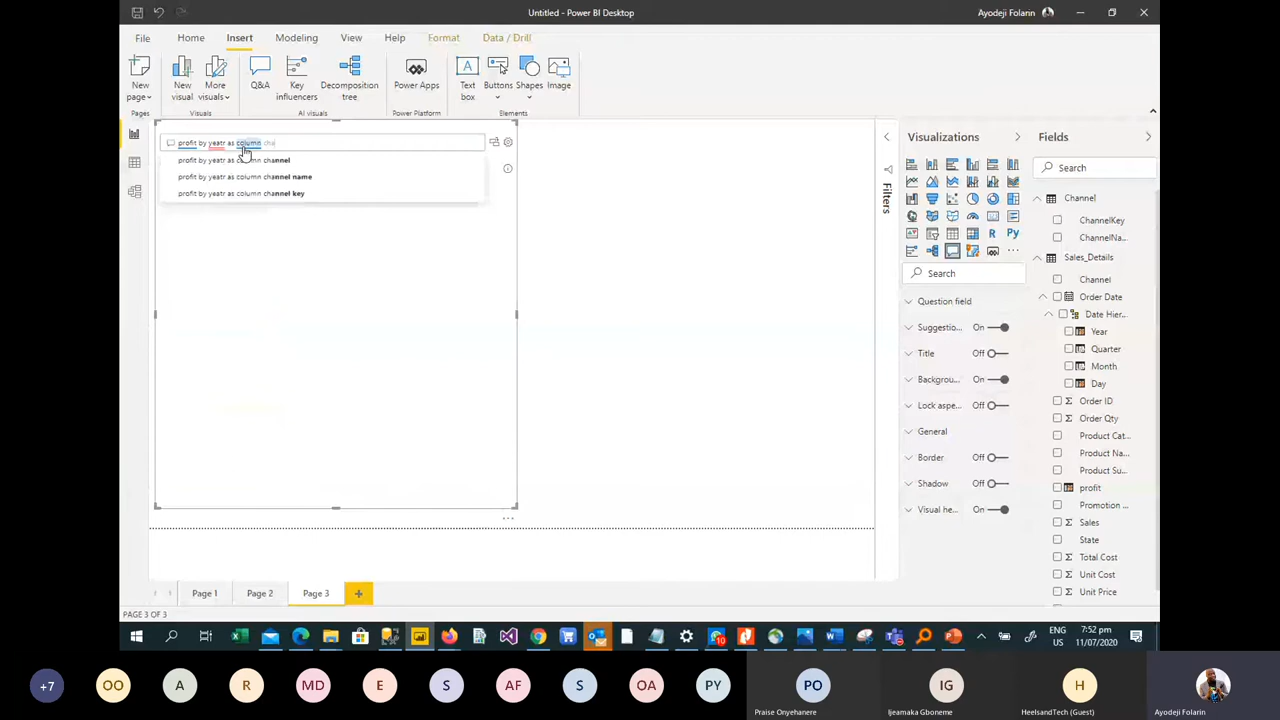 Untitled - Power BI Desktop
Ayodeji Folarin
File Home Insert Modeling View Help Format Data / Drill
New page
New visual
More visuals
Q&A
Key influencers
Decomposition tree
Power Apps
Text box
Buttons
Shapes
Image
Pages Visuals AI visuals Power Platform Elements
profit by yeatr as column cha
profit by yeatr as column channel
profit by yeatr as column channel name
profit by yeatr as column channel key
Filters
Visualizations
R Py
Search
Question field
Suggestio... On
Title Off
Backgrou... On
Lock aspe... Off
General
Border Off
Shadow Off
Visual he... On
Fields
Search
Channel
ChannelKey
ChannelNa...
Sales_Details
Channel
Order Date
Date Hier...
Year
Quarter
Month
Day
Order ID
Order Qty
Product Cat...
Product Na...
Product Su...
profit
Promotion ...
Sales
State
Total Cost
Unit Cost
Unit Price
Page 1 Page 2 Page 3 +
PAGE 3 OF 3
ENG US
7:52 pm
11/07/2020
+7 OO A R MD E S AF S OA PY PO IG H
Praise Onyehanere Ijeamaka Gboneme HeelsandTech (Guest) Ayodeji Folarin